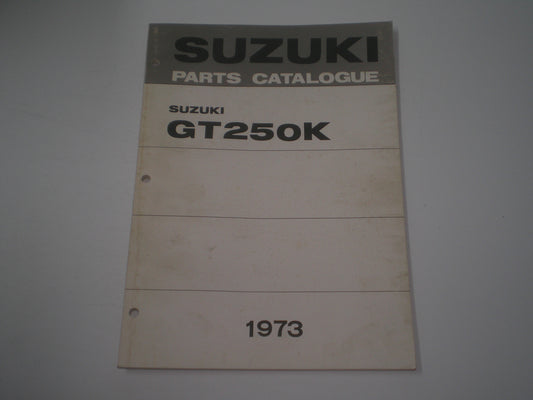 SUZUKI
PARTS CATALOGUE
SUZUKI
GT250K
1973